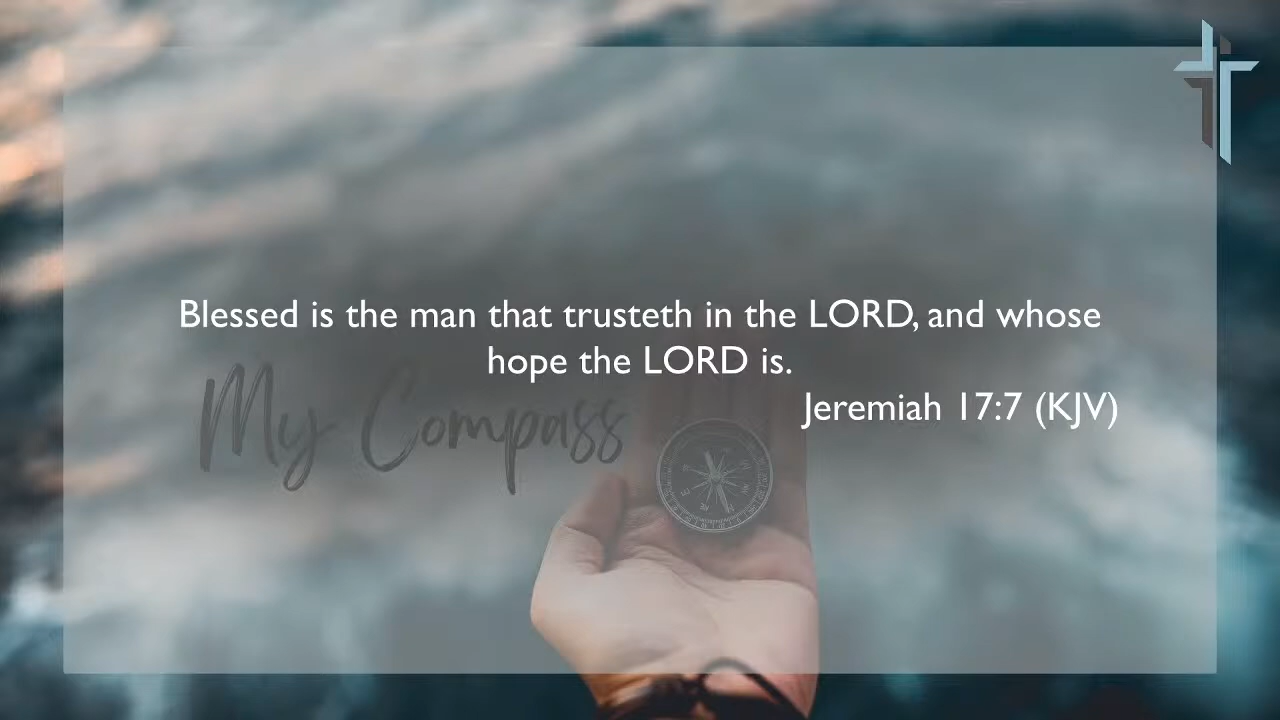 Blessed is the man that trusteth in the LORD, and whose
hope the LORD is.
Jeremiah 17:7 (KJV)
My Compass